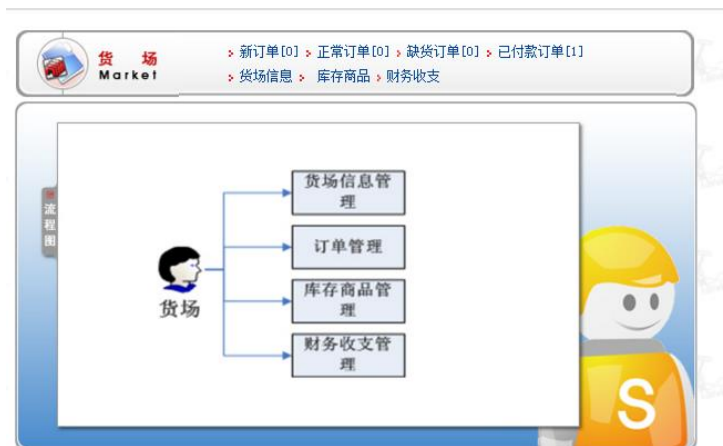 货 场
Market
› 新订单[0] › 正常订单[0] › 缺货订单[0] › 已付款订单[1]
› 货场信息 › 库存商品 › 财务收支
流
程
图
货场
货场信息管
理
订单管理
库存商品管
理
财务收支管
理
S